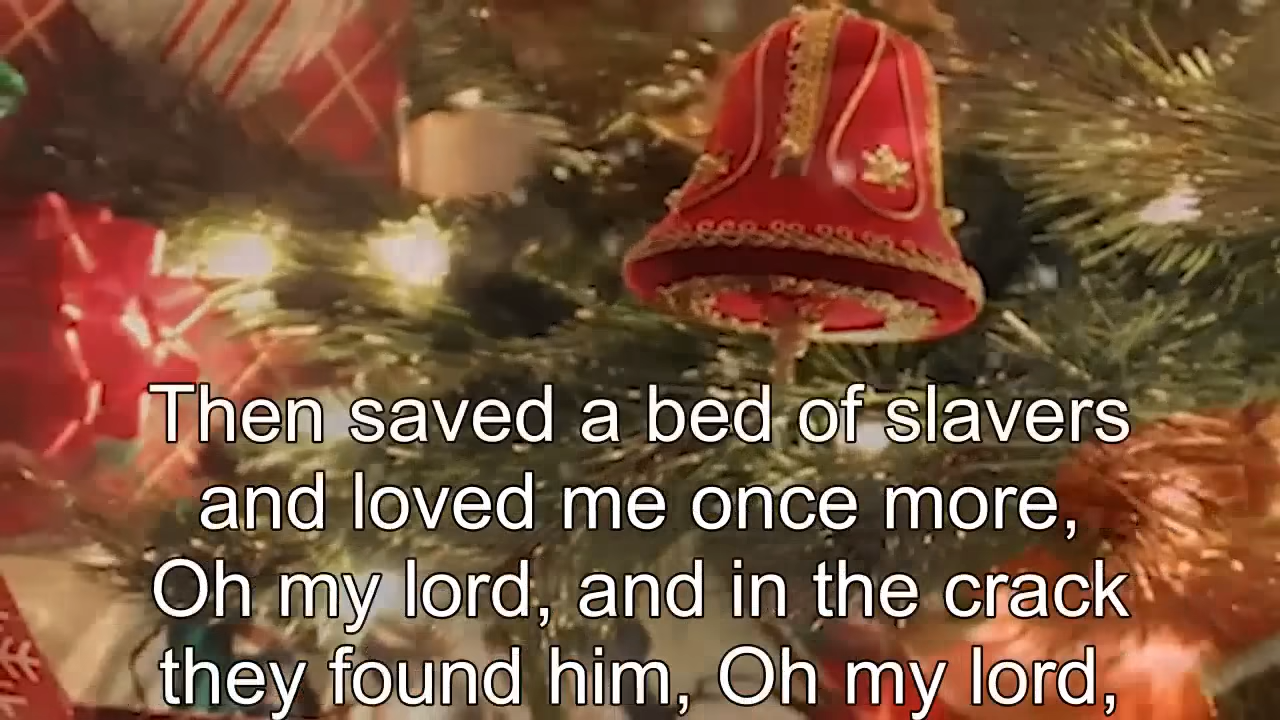 Then saved a bed of slavers
and loved me once more,
Oh my lord, and in the crack
they found him, Oh my lord,